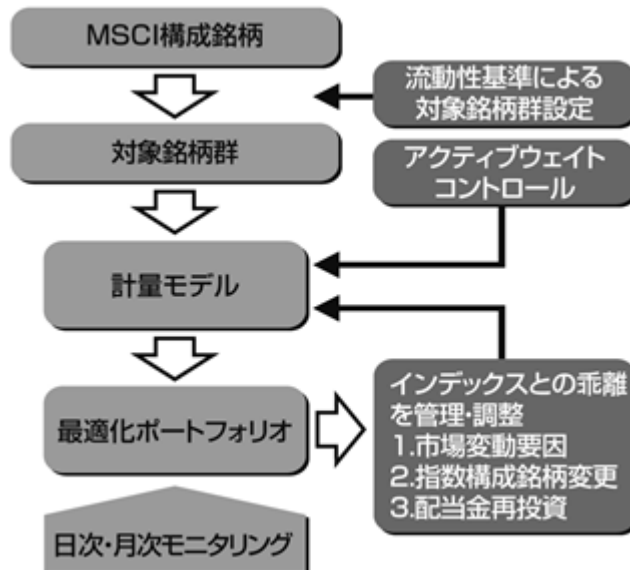 MSCI構成銘柄
流動性基準による
対象銘柄群設定
対象銘柄群
アクティブウェイト
コントロール
計量モデル
最適化ポートフォリオ
インデックスとの乖離
を管理・調整
1.市場変動要因
2.指数構成銘柄変更
3.配当金再投資
日次・月次モニタリング